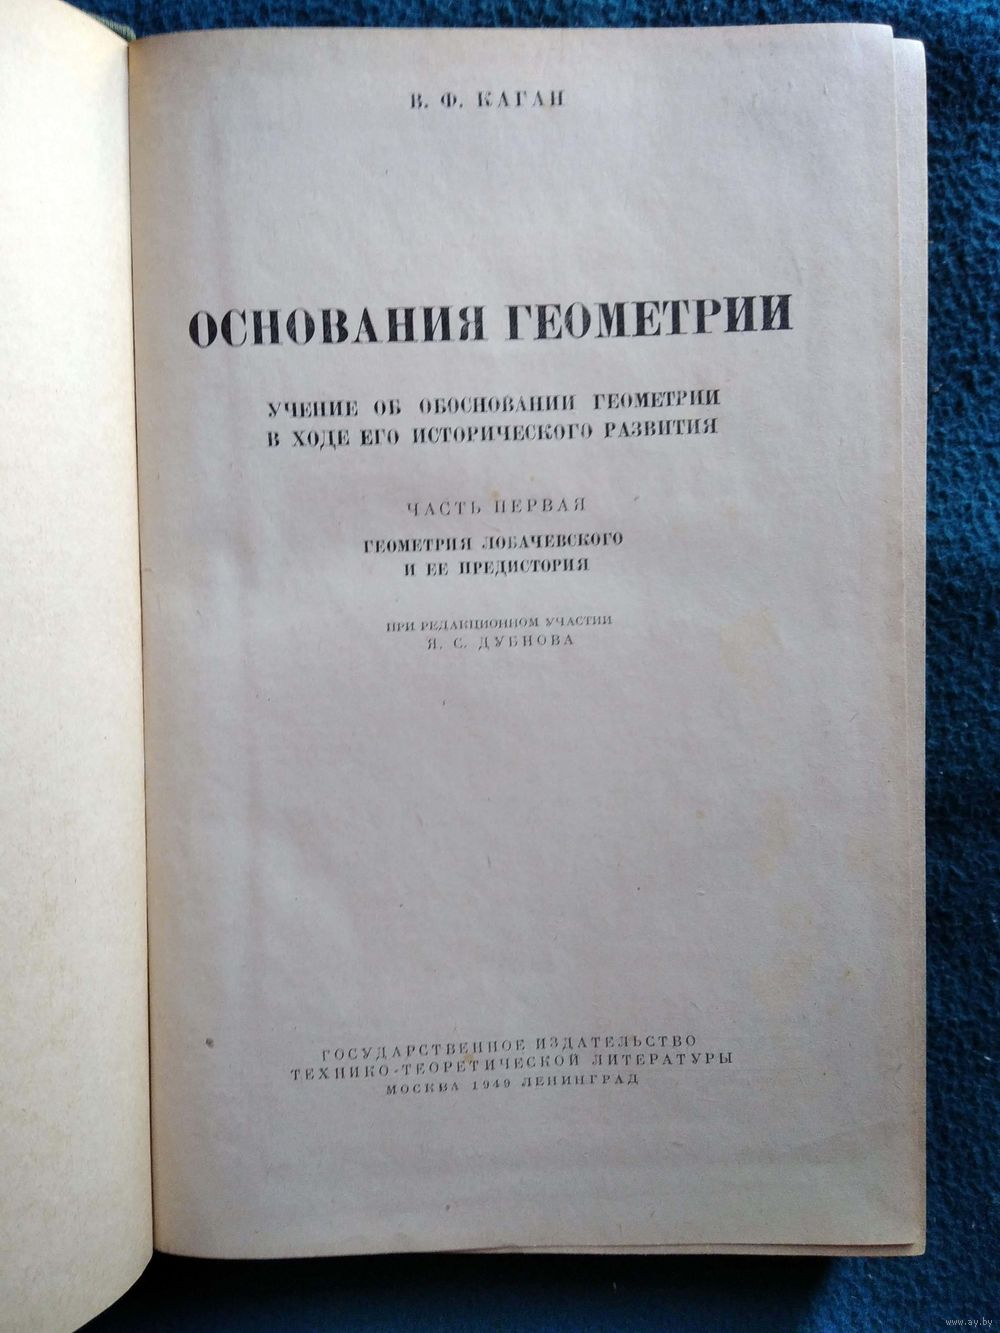 В. Ф. КАГАН
ОСНОВАНИЯ ГЕОМЕТРИИ
УЧЕНИЕ ОБ ОБОСНОВАНИИ ГЕОМЕТРИИ
В ХОДЕ ЕГО ИСТОРИЧЕСКОГО РАЗВИТИЯ
ЧАСТЬ ПЕРВАЯ
ГЕОМЕТРИЯ ЛОБАЧЕВСКОГО
И ЕЕ ПРЕДИСТОРИЯ
ПРИ РЕДАКЦИОННОМ УЧАСТИИ
Я. С. ДУБНОВА
ГОСУДАРСТВЕННОЕ ИЗДАТЕЛЬСТВО
ТЕХНИКО-ТЕОРЕТИЧЕСКОЙ ЛИТЕРАТУРЫ
МОСКВА 1949 ЛЕНИНГРАД
www.ay.by